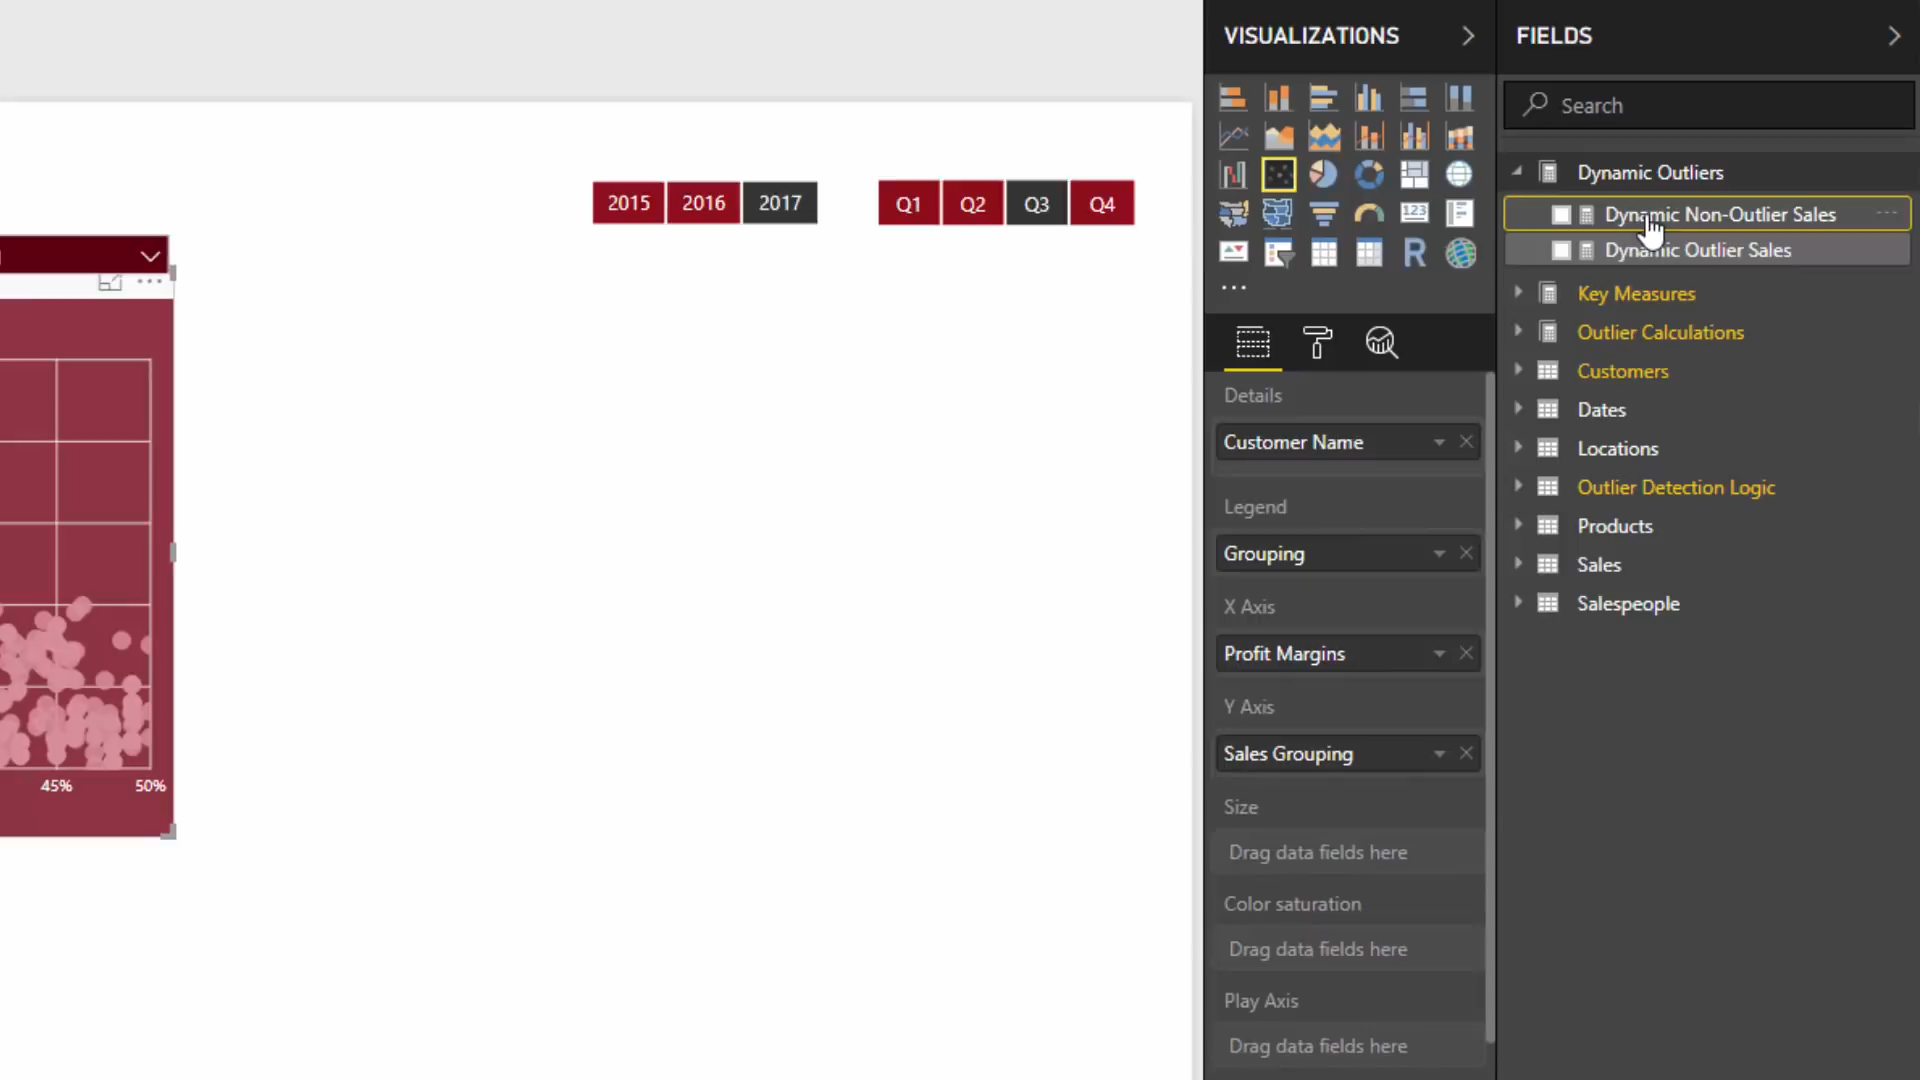 VISUALIZATIONS
FIELDS
Search
Dynamic Outliers
Dynamic Non-Outlier Sales
Dynamic Outlier Sales
Key Measures
Outlier Calculations
Customers
Dates
Locations
Outlier Detection Logic
Products
Sales
Salespeople
2015 2016 2017
Q1 Q2 Q3 Q4
123
R
Details
Customer Name
Legend
Grouping
X Axis
Profit Margins
Y Axis
Sales Grouping
Size
Drag data fields here
Color saturation
Drag data fields here
Play Axis
Drag data fields here
45% 50%